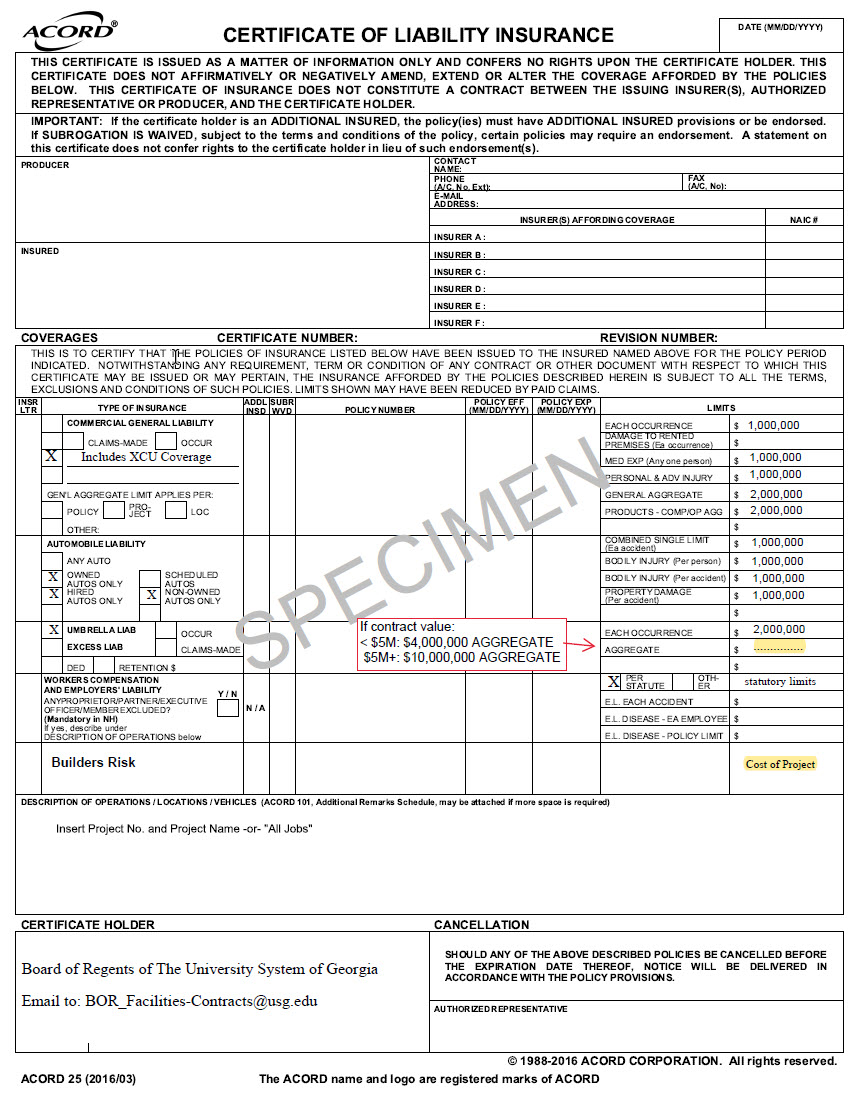 ACORD®
CERTIFICATE OF LIABILITY INSURANCE
DATE (MM/DD/YYYY)
THIS CERTIFICATE IS ISSUED AS A MATTER OF INFORMATION ONLY AND CONFERS NO RIGHTS UPON THE CERTIFICATE HOLDER. THIS
CERTIFICATE DOES NOT AFFIRMATIVELY OR NEGATIVELY AMEND, EXTEND OR ALTER THE COVERAGE AFFORDED BY THE POLICIES
BELOW. THIS CERTIFICATE OF INSURANCE DOES NOT CONSTITUTE A CONTRACT BETWEEN THE ISSUING INSURER(S), AUTHORIZED
REPRESENTATIVE OR PRODUCER, AND THE CERTIFICATE HOLDER.
IMPORTANT: If the certificate holder is an ADDITIONAL INSURED, the policy(ies) must have ADDITIONAL INSURED provisions or be endorsed.
If SUBROGATION IS WAIVED, subject to the terms and conditions of the policy, certain policies may require an endorsement. A statement on
this certificate does not confer rights to the certificate holder in lieu of such endorsement(s).
PRODUCER
CONTACT
NAME:
PHONE
(A/C, No, Ext):
FAX
(A/C, No):
E-MAIL
ADDRESS:
INSURER(S) AFFORDING COVERAGE
NAIC #
INSURER A :
INSURED
INSURER B :
INSURER C :
INSURER D :
INSURER E :
INSURER F :
COVERAGES
CERTIFICATE NUMBER:
REVISION NUMBER:
THIS IS TO CERTIFY THAT THE POLICIES OF INSURANCE LISTED BELOW HAVE BEEN ISSUED TO THE INSURED NAMED ABOVE FOR THE POLICY PERIOD
INDICATED. NOTWITHSTANDING ANY REQUIREMENT, TERM OR CONDITION OF ANY CONTRACT OR OTHER DOCUMENT WITH RESPECT TO WHICH THIS
CERTIFICATE MAY BE ISSUED OR MAY PERTAIN, THE INSURANCE AFFORDED BY THE POLICIES DESCRIBED HEREIN IS SUBJECT TO ALL THE TERMS,
EXCLUSIONS AND CONDITIONS OF SUCH POLICIES. LIMITS SHOWN MAY HAVE BEEN REDUCED BY PAID CLAIMS.
INSR
LTR
TYPE OF INSURANCE
ADDL
INSD
SUBR
WVD
POLICY NUMBER
POLICY EFF
(MM/DD/YYYY)
POLICY EXP
(MM/DD/YYYY)
LIMITS
COMMERCIAL GENERAL LIABILITY
CLAIMS-MADE
OCCUR
X Includes XCU Coverage
GEN'L AGGREGATE LIMIT APPLIES PER:
POLICY
PRO-
JECT
LOC
OTHER:
EACH OCCURRENCE $ 1,000,000
DAMAGE TO RENTED
PREMISES (Ea occurrence) $
MED EXP (Any one person) $ 1,000,000
PERSONAL & ADV INJURY $ 1,000,000
GENERAL AGGREGATE $ 2,000,000
PRODUCTS - COMP/OP AGG $ 2,000,000
$
AUTOMOBILE LIABILITY
ANY AUTO
X OWNED
AUTOS ONLY
SCHEDULED
AUTOS
X HIRED
AUTOS ONLY
X NON-OWNED
AUTOS ONLY
COMBINED SINGLE LIMIT
(Ea accident) $ 1,000,000
BODILY INJURY (Per person) $ 1,000,000
BODILY INJURY (Per accident) $ 1,000,000
PROPERTY DAMAGE
(Per accident) $ 1,000,000
$
X UMBRELLA LIAB
OCCUR
EXCESS LIAB
CLAIMS-MADE
DED
RETENTION $
If contract value:
< $5M: $4,000,000 AGGREGATE
$5M+: $10,000,000 AGGREGATE
EACH OCCURRENCE $ 2,000,000
AGGREGATE $ ..............
$
WORKERS COMPENSATION
AND EMPLOYERS' LIABILITY
Y / N
ANYPROPRIETOR/PARTNER/EXECUTIVE
OFFICER/MEMBER EXCLUDED?
(Mandatory in NH)
If yes, describe under
DESCRIPTION OF OPERATIONS below
N / A
X PER
STATUTE
OTH-
ER
statutory limits
E.L. EACH ACCIDENT $
E.L. DISEASE - EA EMPLOYEE $
E.L. DISEASE - POLICY LIMIT $
Builders Risk
Cost of Project
SPECIMEN
DESCRIPTION OF OPERATIONS / LOCATIONS / VEHICLES (ACORD 101, Additional Remarks Schedule, may be attached if more space is required)
Insert Project No. and Project Name -or- "All Jobs"
CERTIFICATE HOLDER
CANCELLATION
Board of Regents of The University System of Georgia
Email to: BOR_Facilities-Contracts@usg.edu
SHOULD ANY OF THE ABOVE DESCRIBED POLICIES BE CANCELLED BEFORE
THE EXPIRATION DATE THEREOF, NOTICE WILL BE DELIVERED IN
ACCORDANCE WITH THE POLICY PROVISIONS.
AUTHORIZED REPRESENTATIVE
© 1988-2016 ACORD CORPORATION. All rights reserved.
ACORD 25 (2016/03)
The ACORD name and logo are registered marks of ACORD